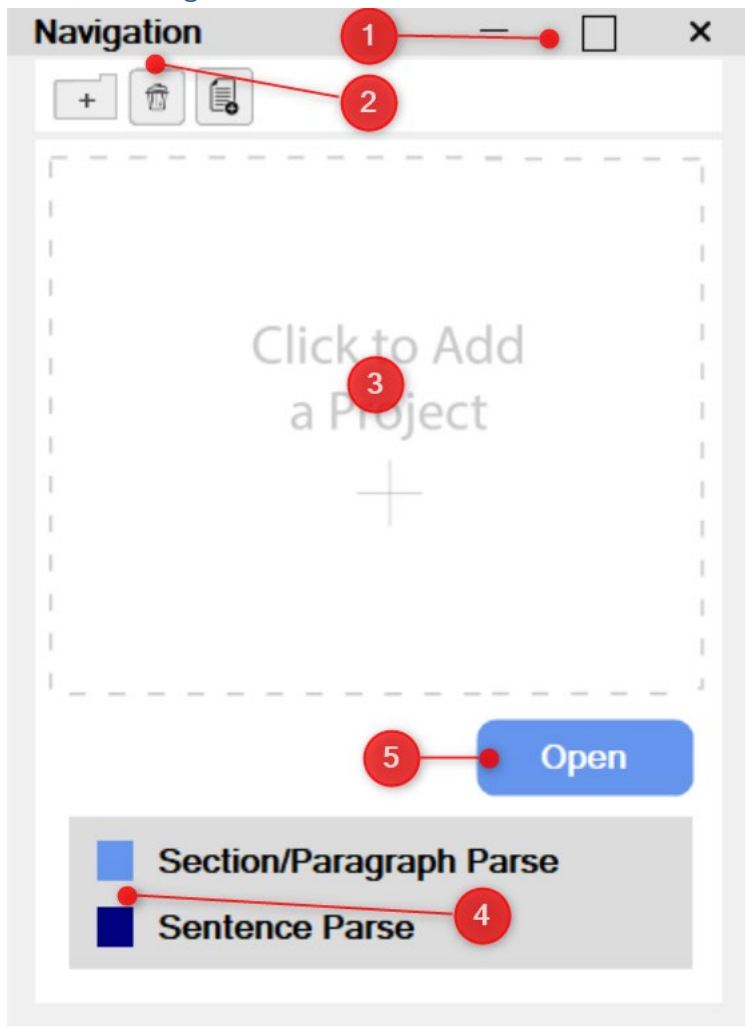 Navigation
1
2
Click to Add
3
a Project
5
Open
Section/Paragraph Parse
4
Sentence Parse